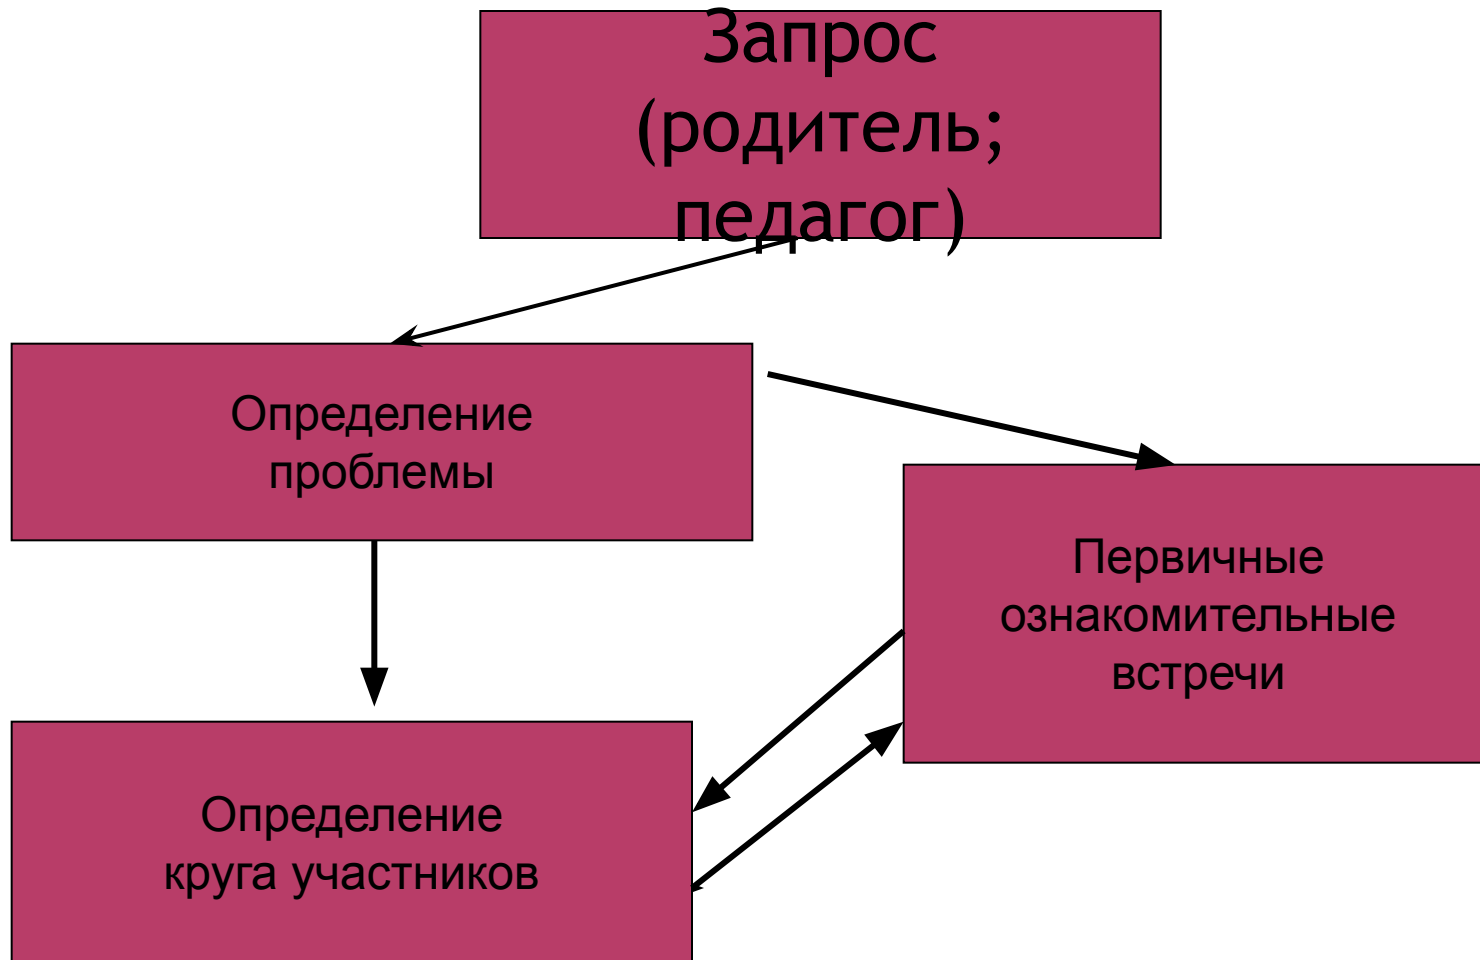 Запрос
(родитель;
педагог)
Определение
проблемы
Первичные
ознакомительные
встречи
Определение
круга участников